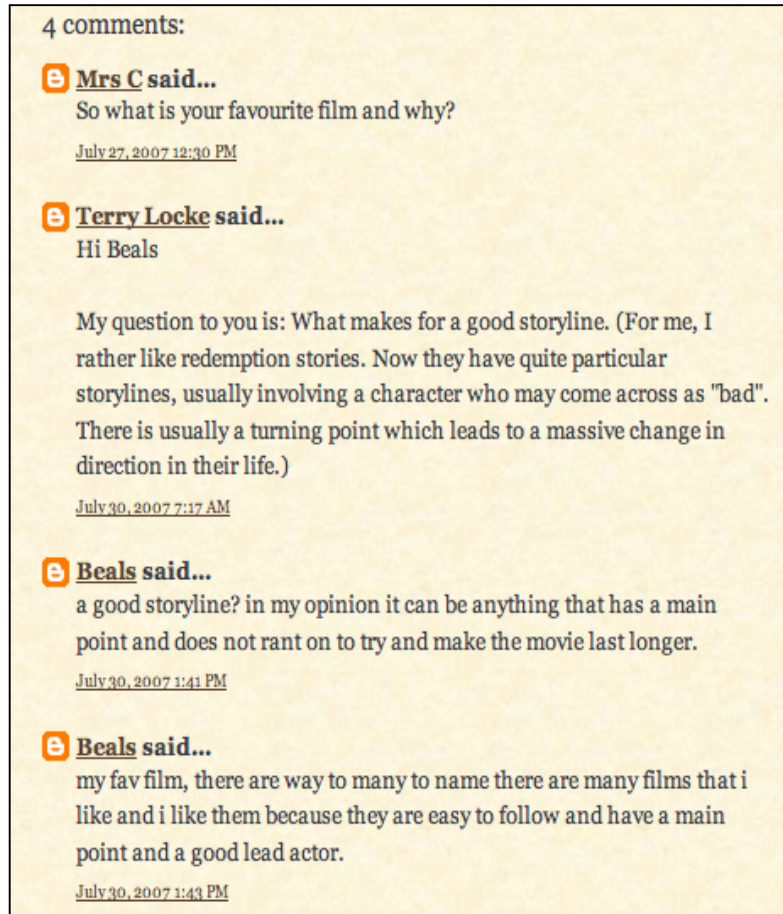 4 comments:
Mrs C said...
So what is your favourite film and why?
July 27, 2007 12:30 PM
Terry Locke said...
Hi Beals
My question to you is: What makes for a good storyline. (For me, I
rather like redemption stories. Now they have quite particular
storylines, usually involving a character who may come across as "bad".
There is usually a turning point which leads to a massive change in
direction in their life.)
July 30, 2007 7:17 AM
Beals said...
a good storyline? in my opinion it can be anything that has a main
point and does not rant on to try and make the movie last longer.
July 30, 2007 1:41 PM
Beals said...
my fav film, there are way to many to name there are many films that i
like and i like them because they are easy to follow and have a main
point and a good lead actor.
July 30, 2007 1:43 PM